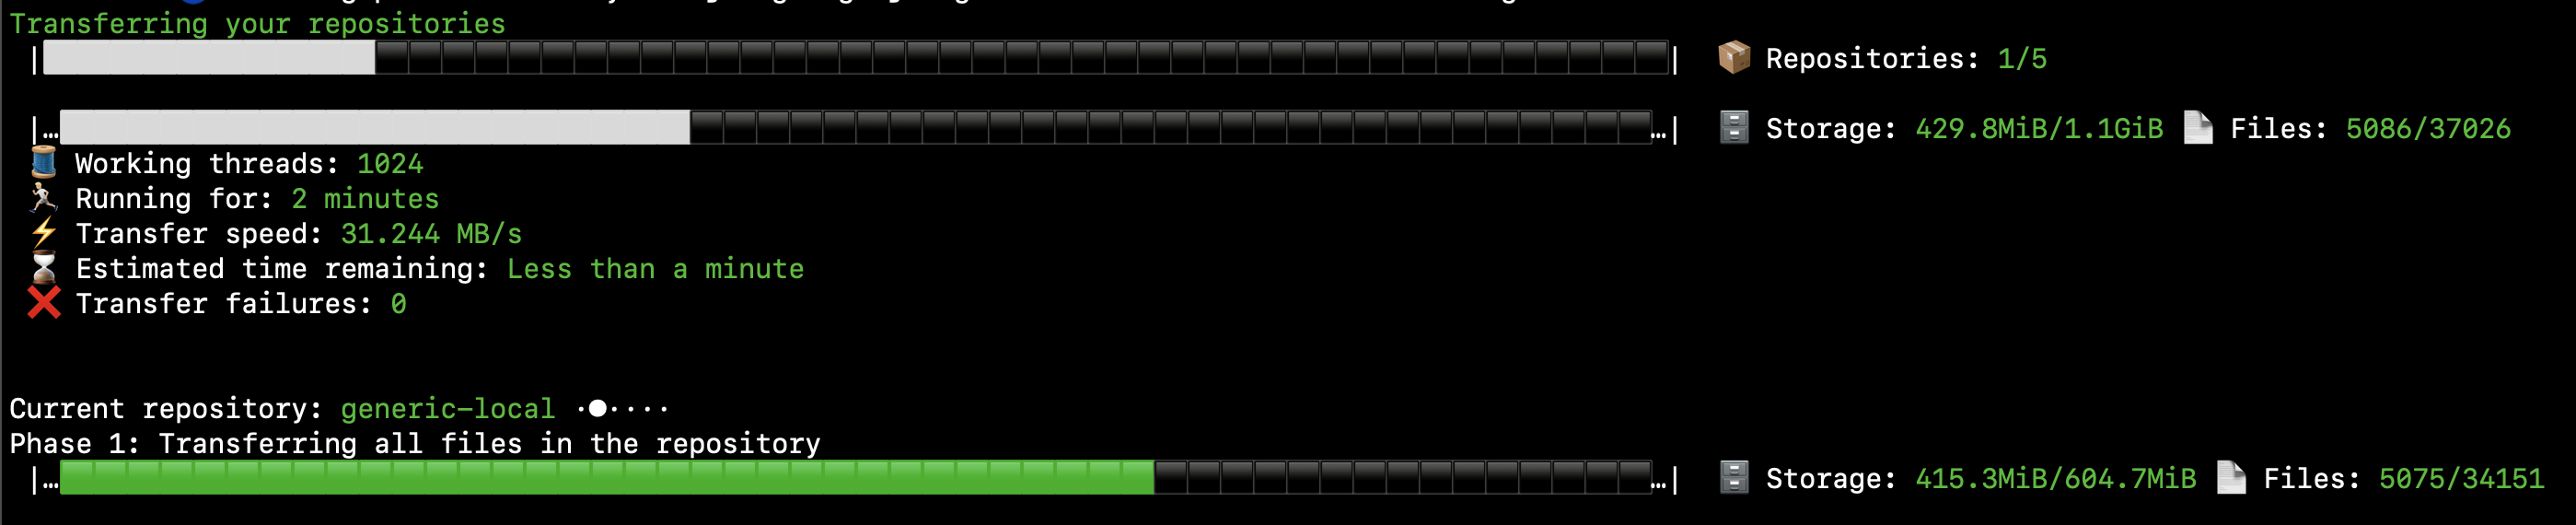 Transferring your repositories
Repositories: 1/5
Storage: 429.8MiB/1.1GiB Files: 5086/37026
Working threads: 1024
Running for: 2 minutes
Transfer speed: 31.244 MB/s
Estimated time remaining: Less than a minute
Transfer failures: 0
Current repository: generic-local
Phase 1: Transferring all files in the repository
Storage: 415.3MiB/604.7MiB Files: 5075/34151